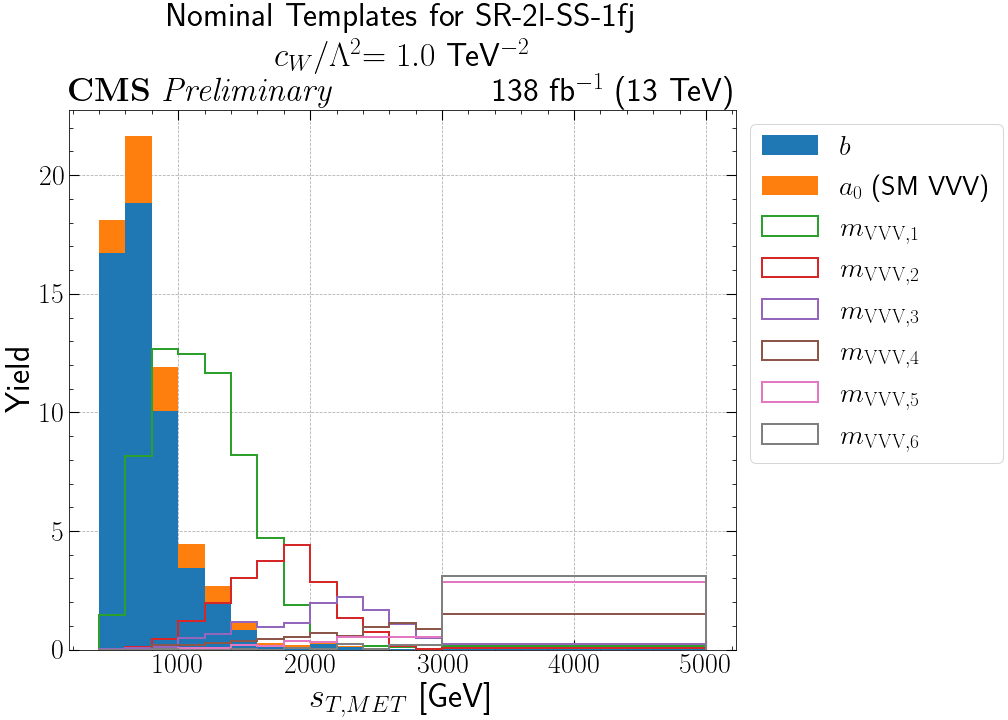 Nominal Templates for SR-2l-SS-1fj
c_W/Λ²= 1.0 TeV⁻²
CMS Preliminary 138 fb⁻¹ (13 TeV)
b
a₀ (SM VVV)
m_VVV,1
m_VVV,2
m_VVV,3
m_VVV,4
m_VVV,5
m_VVV,6
Yield
20
15
10
5
0
1000 2000 3000 4000 5000
s_T,MET [GeV]